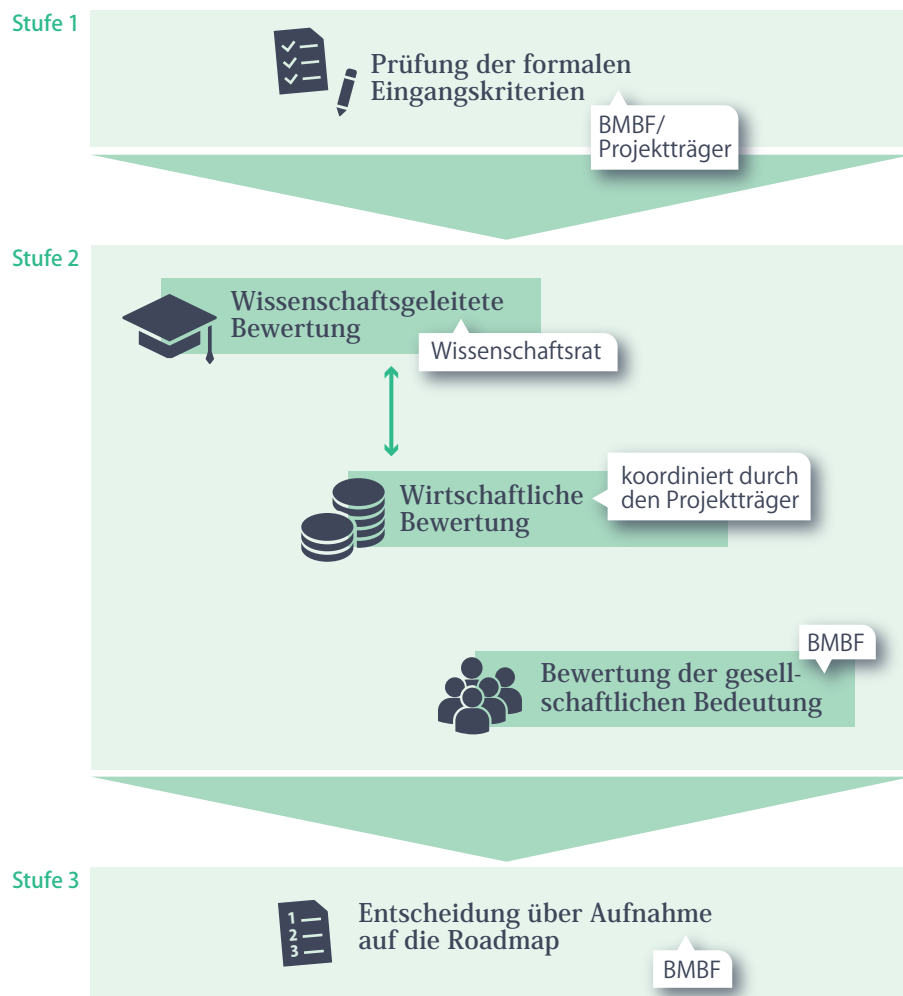 Stufe 1
Prüfung der formalen
Eingangskriterien
BMBF/
Projektträger
Stufe 2
Wissenschaftsgeleitete
Bewertung
Wissenschaftsrat
Wirtschaftliche
Bewertung
koordiniert durch
den Projektträger
BMBF
Bewertung der gesell-
schaftlichen Bedeutung
Stufe 3
1
2
3
Entscheidung über Aufnahme
auf die Roadmap
BMBF